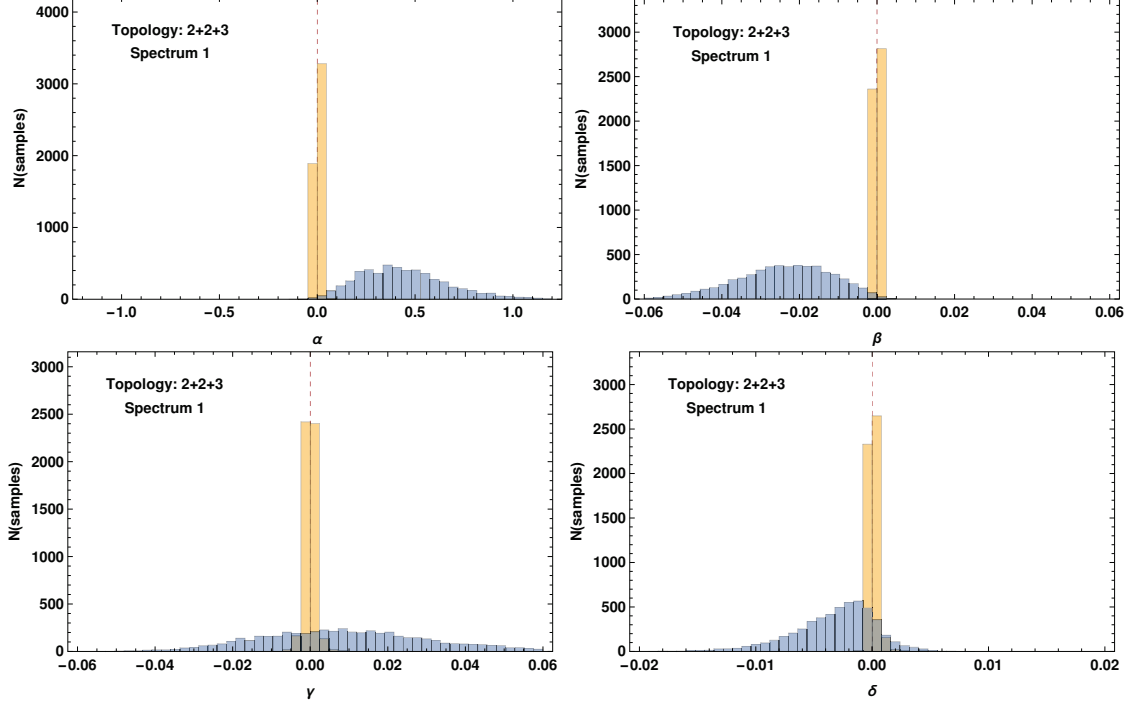 4000
3000
2000
1000
0
N(samples)
Topology: 2+2+3
Spectrum 1
−1.0 −0.5 0.0 0.5 1.0
α
3000
2500
2000
1500
1000
500
0
N(samples)
Topology: 2+2+3
Spectrum 1
−0.06 −0.04 −0.02 0.00 0.02 0.04 0.06
β
3000
2500
2000
1500
1000
500
0
N(samples)
Topology: 2+2+3
Spectrum 1
−0.06 −0.04 −0.02 0.00 0.02 0.04 0.06
γ
3000
2500
2000
1500
1000
500
0
N(samples)
Topology: 2+2+3
Spectrum 1
−0.02 −0.01 0.00 0.01 0.02
δ